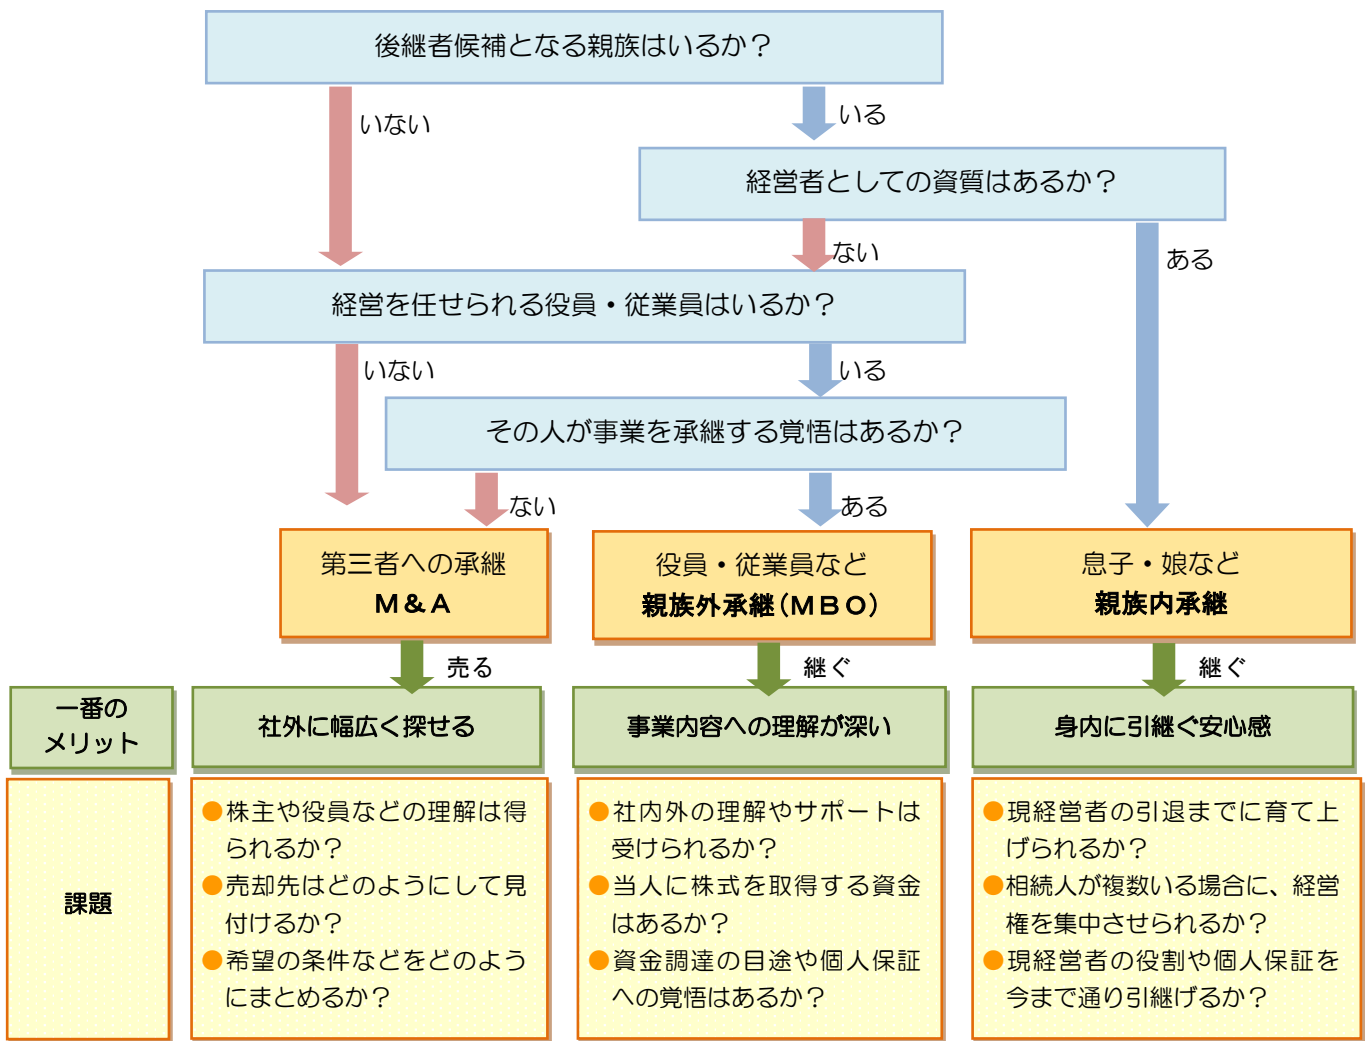 後継者候補となる親族はいるか？
いない
いる
経営者としての資質はあるか？
ない
ある
経営を任せられる役員・従業員はいるか？
いない
いる
その人が事業を承継する覚悟はあるか？
ない
ある
第三者への承継
Ｍ＆Ａ
役員・従業員など
親族外承継（ＭＢＯ）
息子・娘など
親族内承継
売る
継ぐ
継ぐ
一番の
メリット
社外に幅広く探せる
事業内容への理解が深い
身内に引継ぐ安心感
課題
●株主や役員などの理解は得
られるか？
●売却先はどのようにして見
付けるか？
●希望の条件などをどのよう
にまとめるか？
●社内外の理解やサポートは
受けられるか？
●当人に株式を取得する資金
はあるか？
●資金調達の目途や個人保証
への覚悟はあるか？
●現経営者の引退までに育て上
げられるか？
●相続人が複数いる場合に、経営
権を集中させられるか？
●現経営者の役割や個人保証を
今まで通り引継げるか？